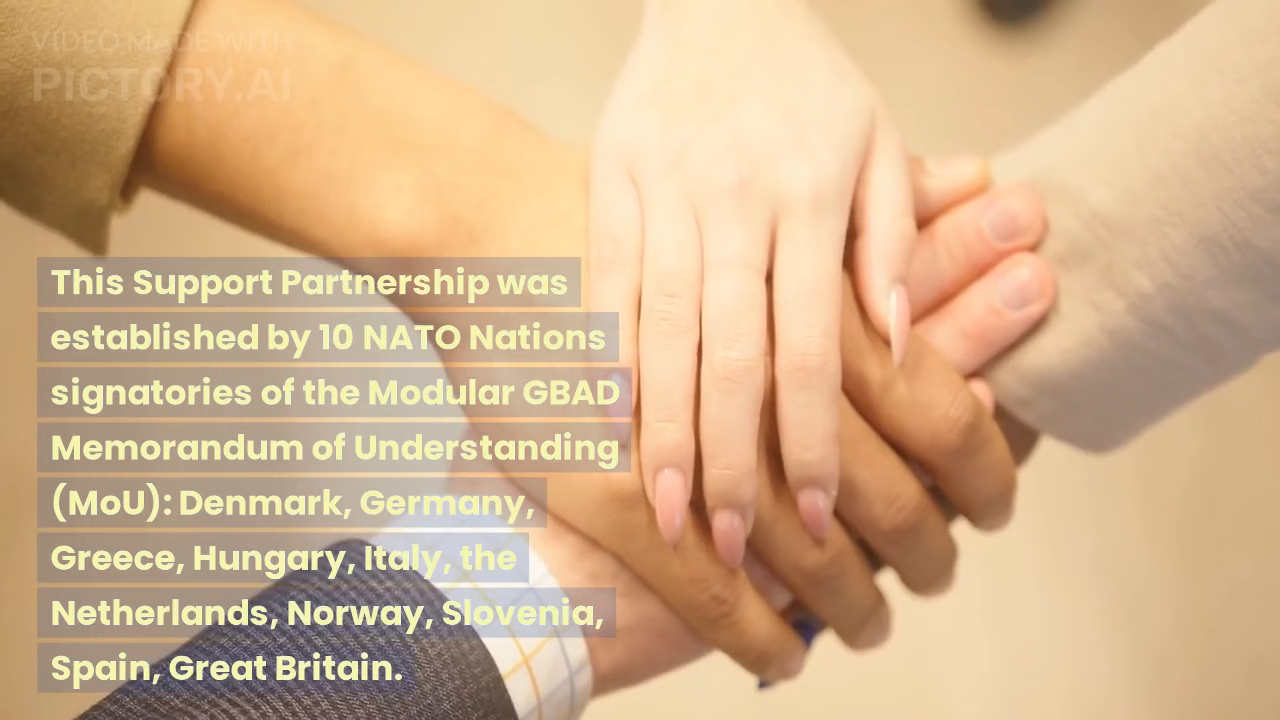 VIDEO MADE WITH
PICTORY.AI
This Support Partnership was
established by 10 NATO Nations
signatories of the Modular GBAD
Memorandum of Understanding
(MoU): Denmark, Germany,
Greece, Hungary, Italy, the
Netherlands, Norway, Slovenia,
Spain, Great Britain.